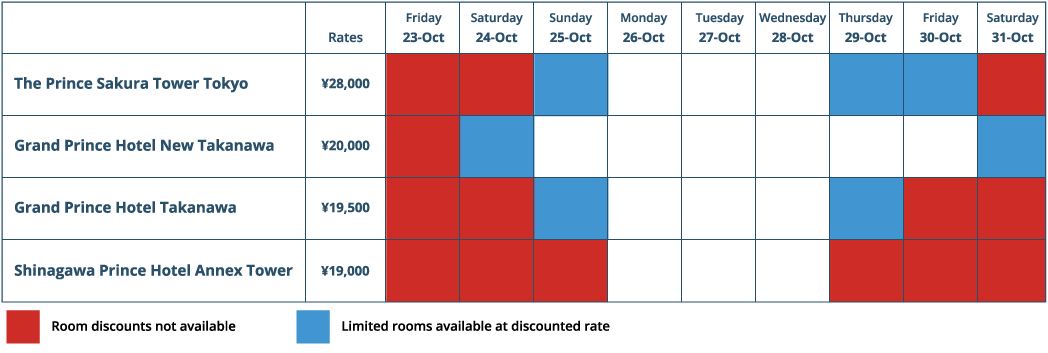 Friday Saturday Sunday Monday Tuesday Wednesday Thursday Friday Saturday
Rates 23-Oct 24-Oct 25-Oct 26-Oct 27-Oct 28-Oct 29-Oct 30-Oct 31-Oct
The Prince Sakura Tower Tokyo ¥28,000
Grand Prince Hotel New Takanawa ¥20,000
Grand Prince Hotel Takanawa ¥19,500
Shinagawa Prince Hotel Annex Tower ¥19,000
Room discounts not available Limited rooms available at discounted rate